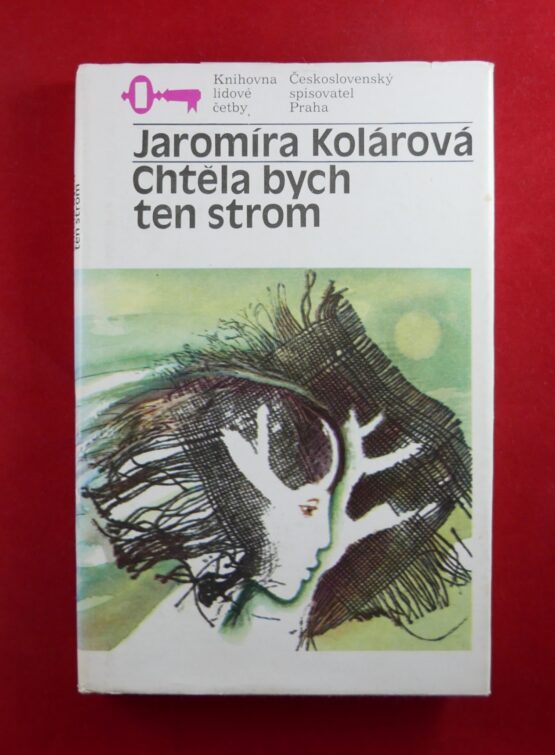 Knihovna
lidové
četby
Československý
spisovatel
Praha
Jaromíra Kolárová
Chtěla bych
ten strom
ten strom